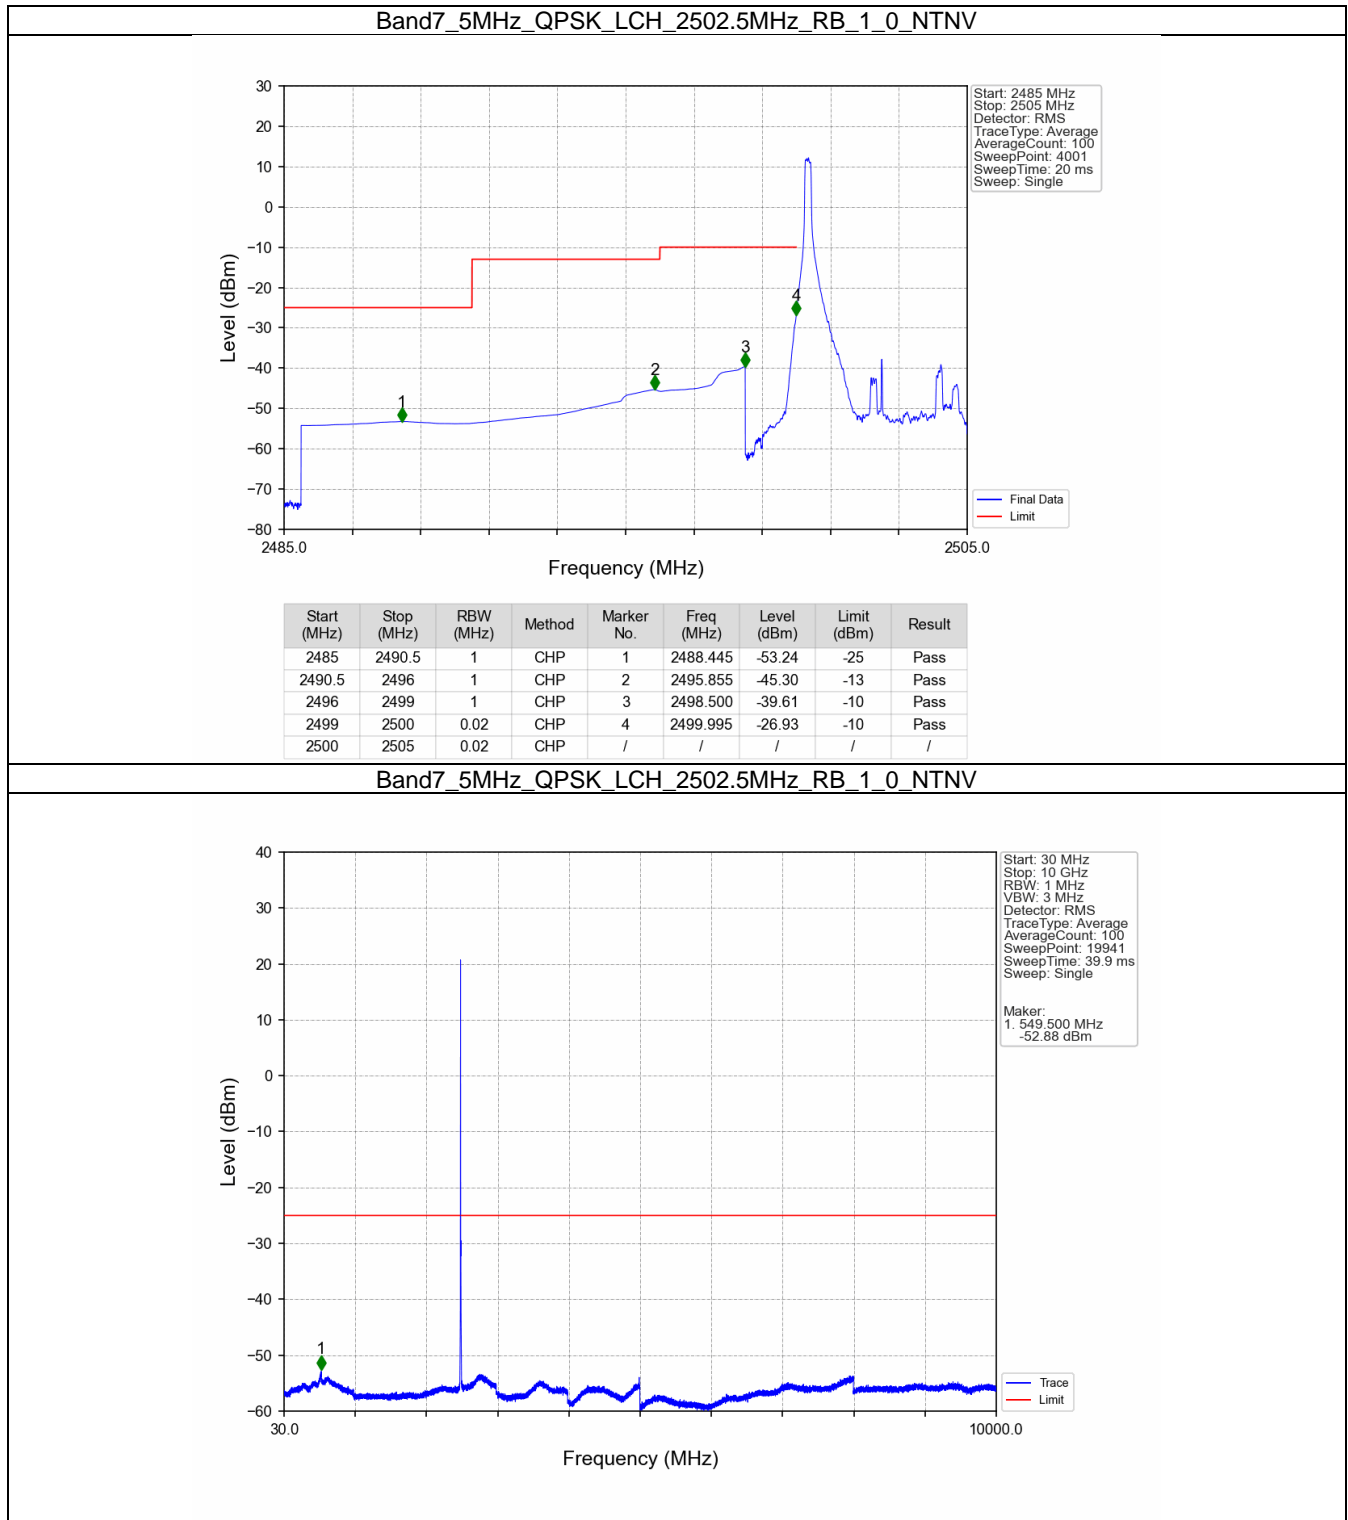 Band7_5MHz_QPSK_LCH_2502.5MHz_RB_1_0_NTNV
Start: 2485 MHz
Stop: 2505 MHz
Detector: RMS
TraceType: Average
AverageCount: 100
SweepPoint: 4001
SweepTime: 20 ms
Sweep: Single
30
20
10
0
−10
−20
−30
−40
−50
−60
−70
−80
Level (dBm)
1
2
3
4
Final Data
Limit
2485.0 2505.0
Frequency (MHz)
Start (MHz) Stop (MHz) RBW (MHz) Method Marker No. Freq (MHz) Level (dBm) Limit (dBm) Result
2485 2490.5 1 CHP 1 2488.445 -53.24 -25 Pass
2490.5 2496 1 CHP 2 2495.855 -45.30 -13 Pass
2496 2499 1 CHP 3 2498.500 -39.61 -10 Pass
2499 2500 0.02 CHP 4 2499.995 -26.93 -10 Pass
2500 2505 0.02 CHP / / / / /
Band7_5MHz_QPSK_LCH_2502.5MHz_RB_1_0_NTNV
Start: 30 MHz
Stop: 10 GHz
RBW: 1 MHz
VBW: 3 MHz
Detector: RMS
TraceType: Average
AverageCount: 100
SweepPoint: 19941
SweepTime: 39.9 ms
Sweep: Single
Maker:
1. 549.500 MHz
-52.88 dBm
40
30
20
10
0
−10
−20
−30
−40
−50
−60
Level (dBm)
1
Trace
Limit
30.0 10000.0
Frequency (MHz)